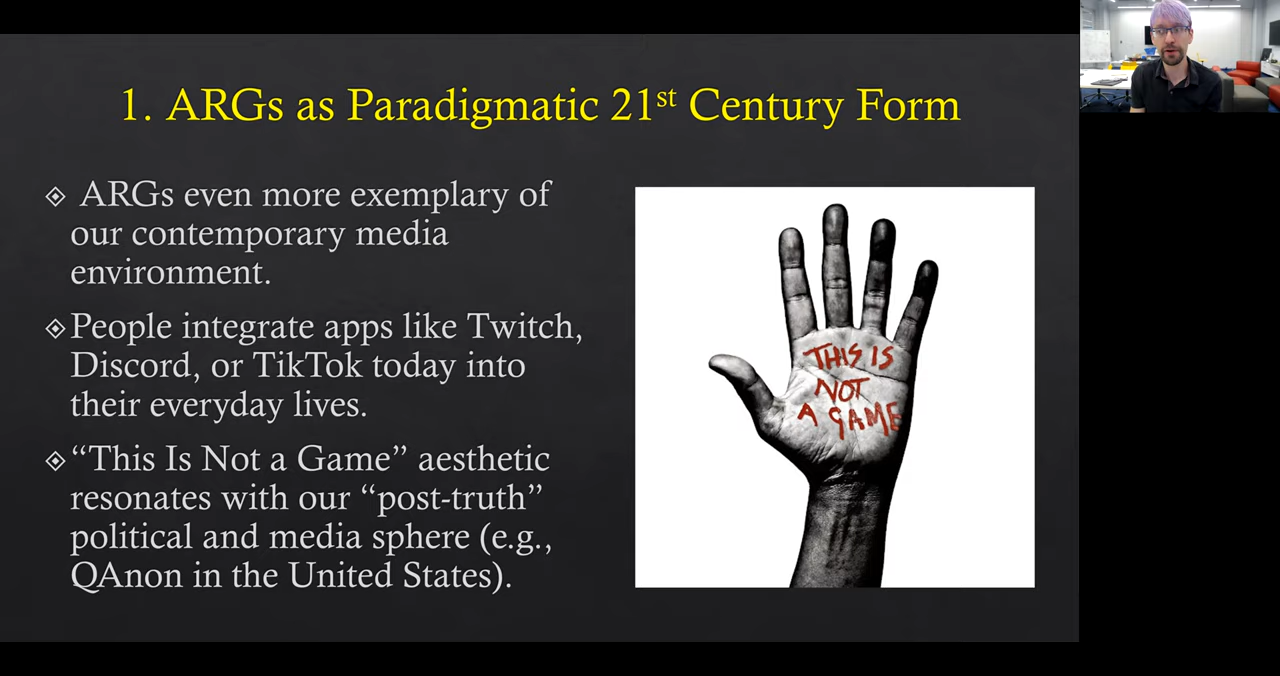 1. ARGs as Paradigmatic 21st Century Form
ARGs even more exemplary of
our contemporary media
environment.
People integrate apps like Twitch,
Discord, or TikTok today into
their everyday lives.
“This Is Not a Game” aesthetic
resonates with our “post-truth”
political and media sphere (e.g.,
QAnon in the United States).
THIS IS
NOT
A GAME